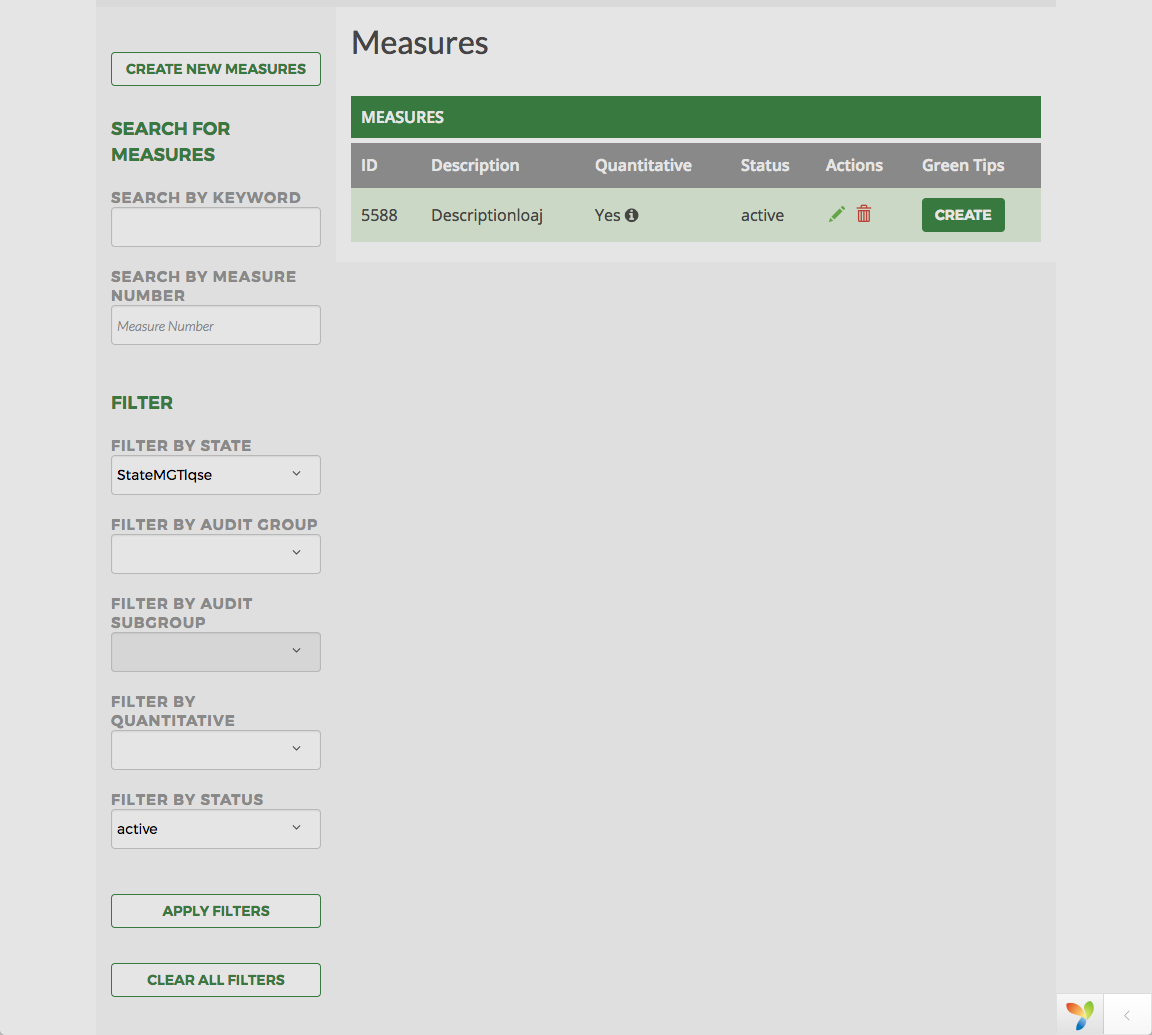 CREATE NEW MEASURES
SEARCH FOR
MEASURES
SEARCH BY KEYWORD
SEARCH BY MEASURE
NUMBER
Measure Number
FILTER
FILTER BY STATE
StateMGTlqse
FILTER BY AUDIT GROUP
FILTER BY AUDIT
SUBGROUP
FILTER BY
QUANTITATIVE
FILTER BY STATUS
active
APPLY FILTERS
CLEAR ALL FILTERS
Measures
MEASURES
ID Description Quantitative Status Actions Green Tips
5588 Descriptionloaj Yes active CREATE